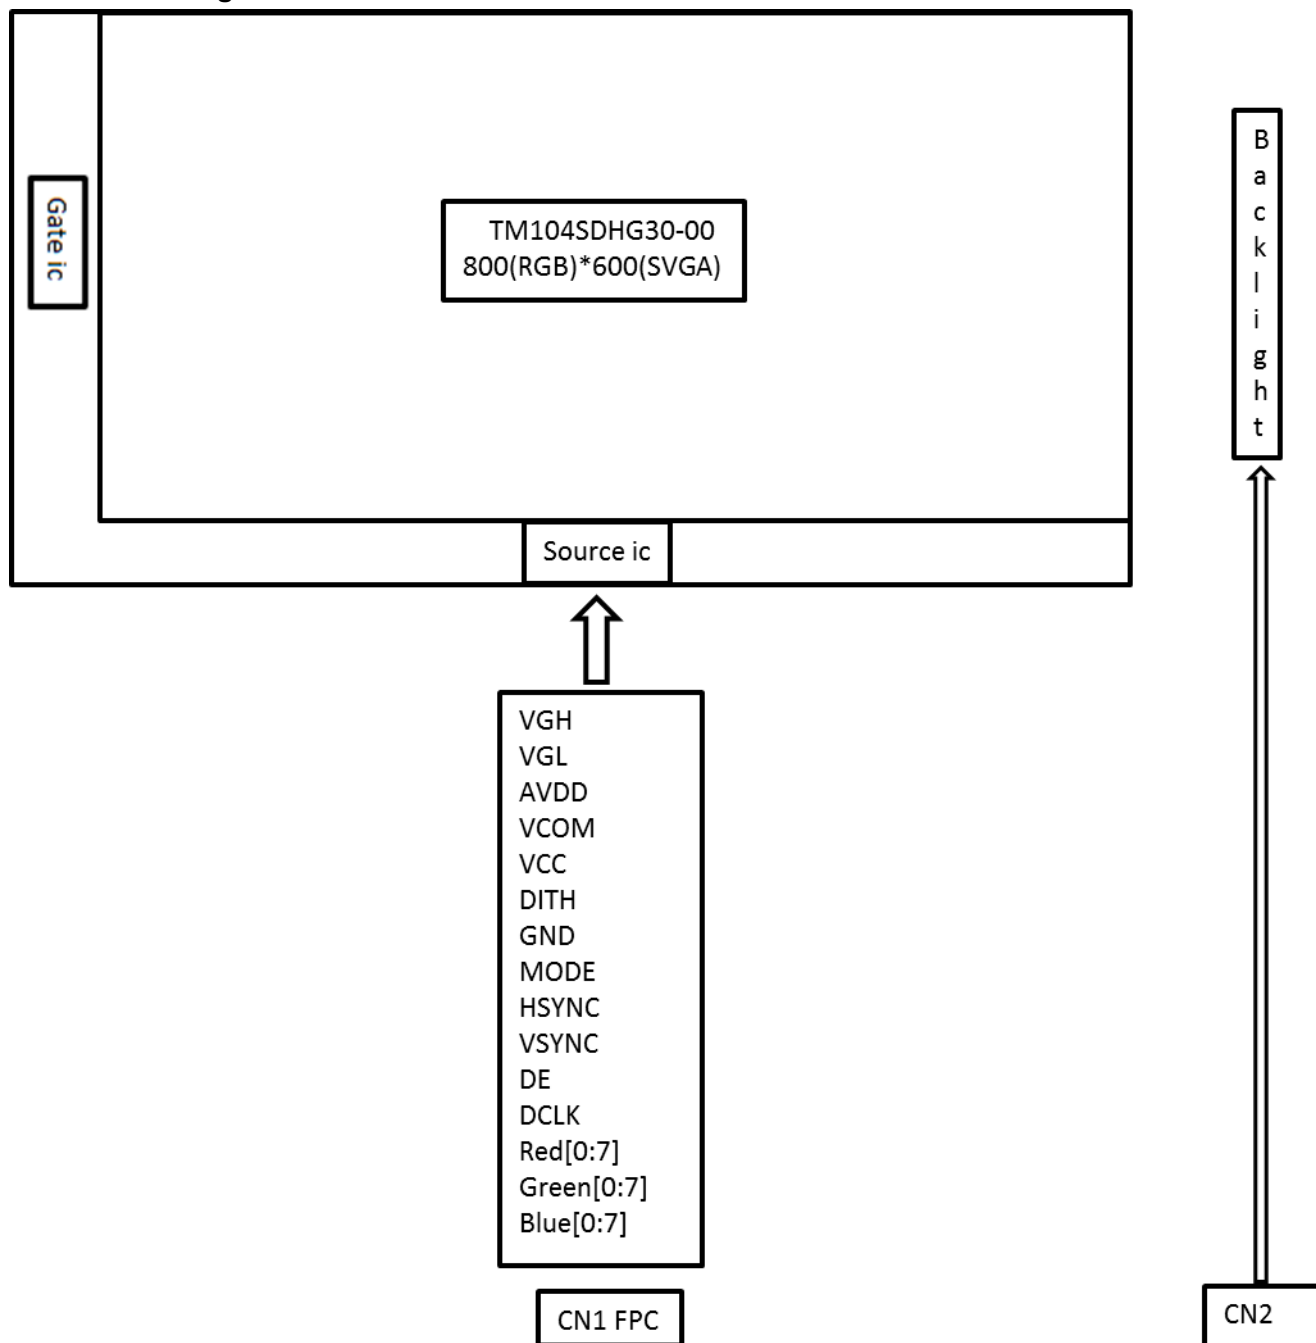 Gate ic
TM104SDHG30-00
800(RGB)*600(SVGA)
Backlight
Source ic
VGH
VGL
AVDD
VCOM
VCC
DITH
GND
MODE
HSYNC
VSYNC
DE
DCLK
Red[0:7]
Green[0:7]
Blue[0:7]
CN1 FPC
CN2